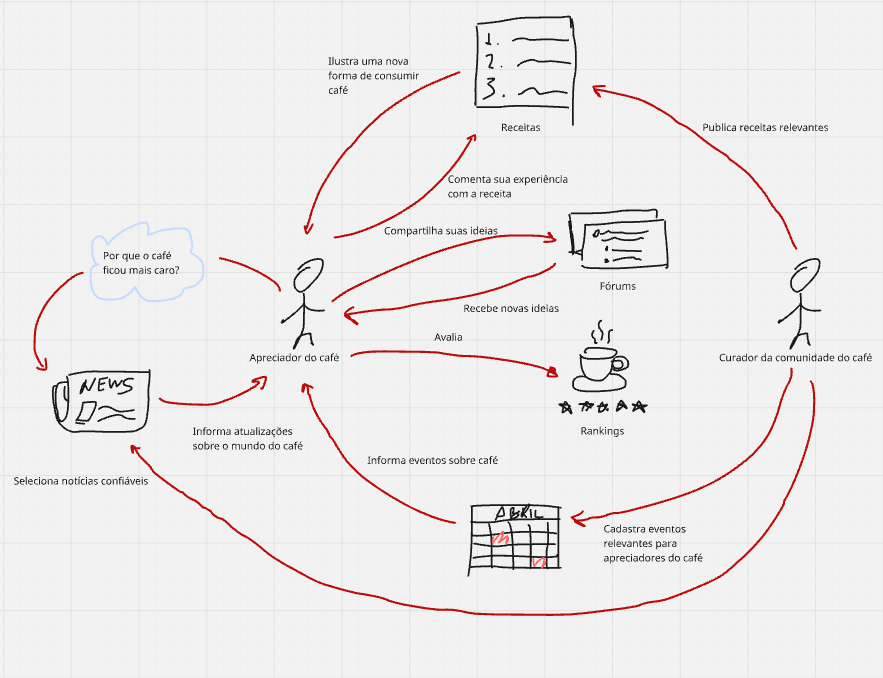 1.
2.
3.
Ilustra uma nova
forma de consumir
café
Receitas
Publica receitas relevantes
Comenta sua experiência
com a receita
Compartilha suas ideias
Por que o café
ficou mais caro?
Fórums
Recebe novas ideias
Avalia
Apreciador do café
Curador da comunidade do café
NEWS
Informa atualizações
sobre o mundo do café
Rankings
Informa eventos sobre café
Seleciona notícias confiáveis
ABRIL
Cadastra eventos
relevantes para
apreciadores do café